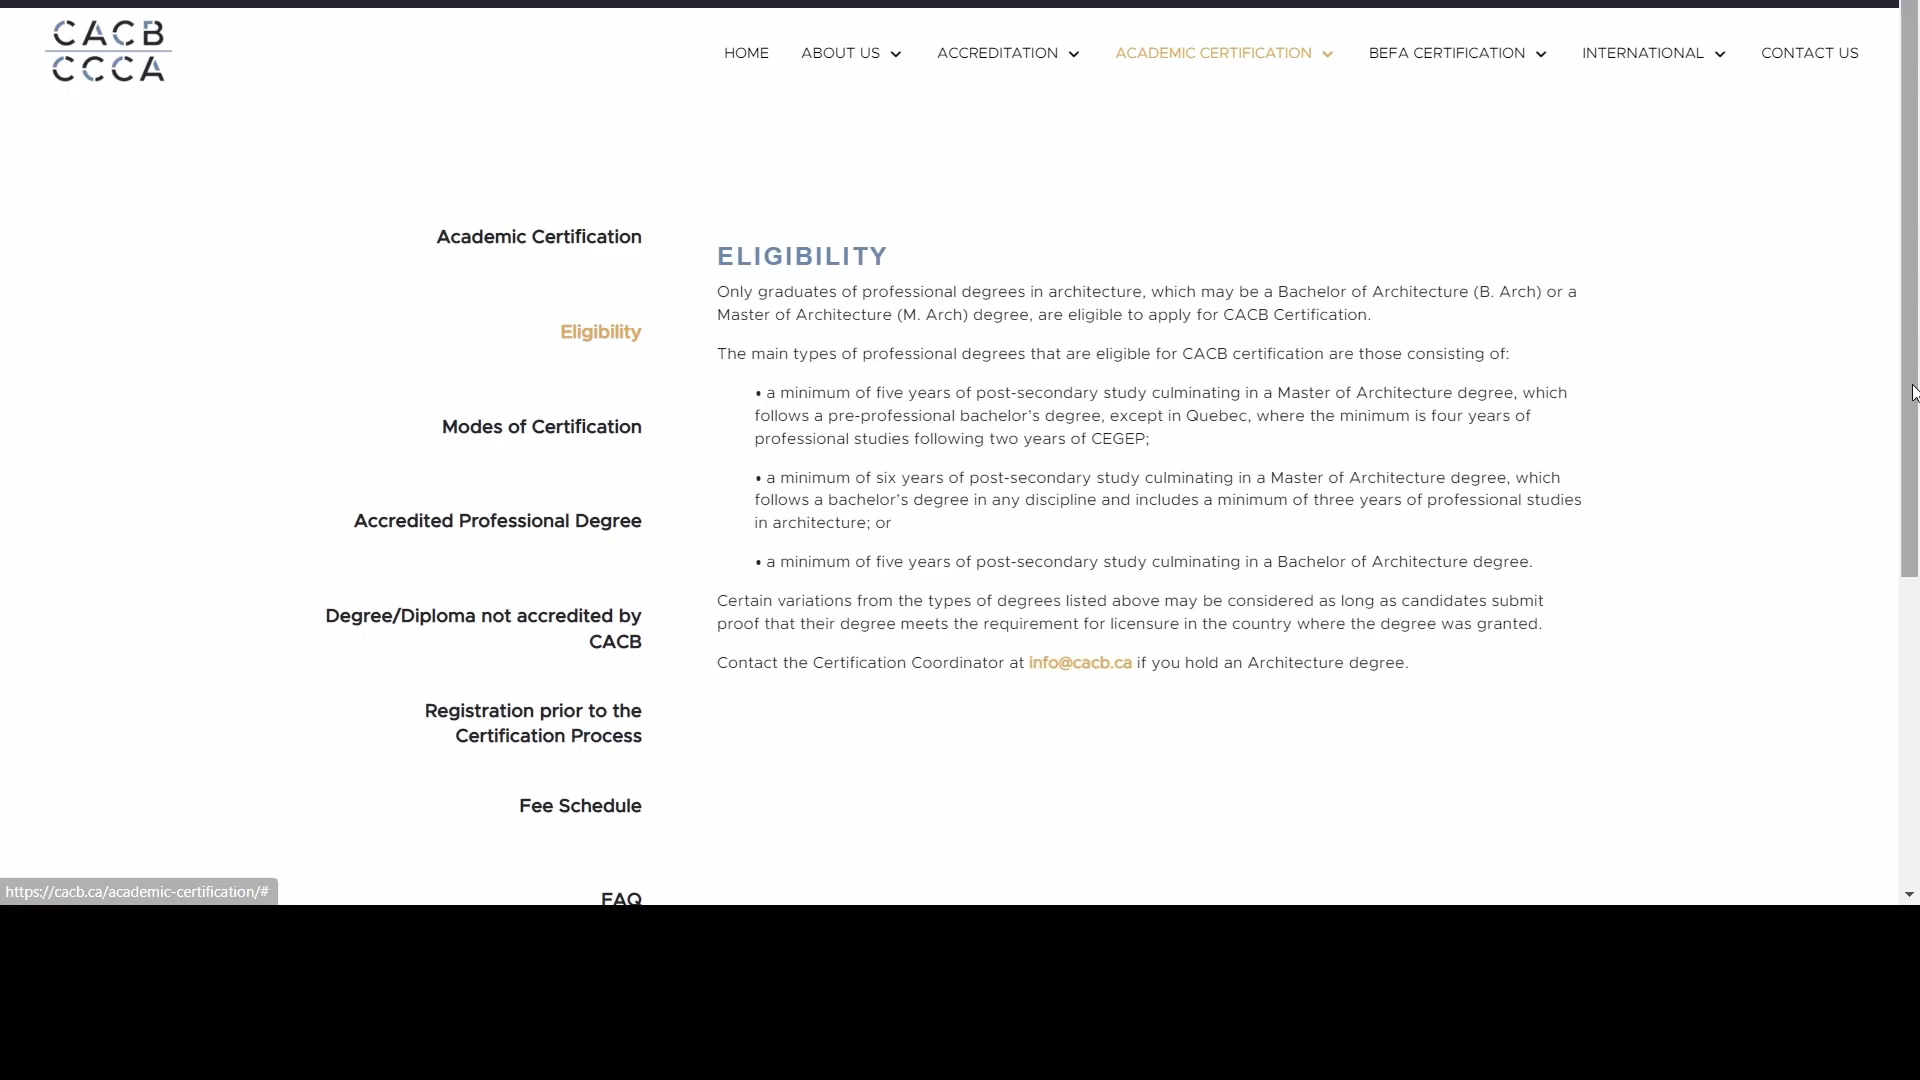 CACB
CCCA
HOME
ABOUT US
ACCREDITATION
ACADEMIC CERTIFICATION
BEFA CERTIFICATION
INTERNATIONAL
CONTACT US
Academic Certification
Eligibility
Modes of Certification
Accredited Professional Degree
Degree/Diploma not accredited by
CACB
Registration prior to the
Certification Process
Fee Schedule
FAQ
ELIGIBILITY
Only graduates of professional degrees in architecture, which may be a Bachelor of Architecture (B. Arch) or a
Master of Architecture (M. Arch) degree, are eligible to apply for CACB Certification.
The main types of professional degrees that are eligible for CACB certification are those consisting of:
• a minimum of five years of post-secondary study culminating in a Master of Architecture degree, which
follows a pre-professional bachelor’s degree, except in Quebec, where the minimum is four years of
professional studies following two years of CEGEP;
• a minimum of six years of post-secondary study culminating in a Master of Architecture degree, which
follows a bachelor’s degree in any discipline and includes a minimum of three years of professional studies
in architecture; or
• a minimum of five years of post-secondary study culminating in a Bachelor of Architecture degree.
Certain variations from the types of degrees listed above may be considered as long as candidates submit
proof that their degree meets the requirement for licensure in the country where the degree was granted.
Contact the Certification Coordinator at info@cacb.ca if you hold an Architecture degree.
https://cacb.ca/academic-certification/#